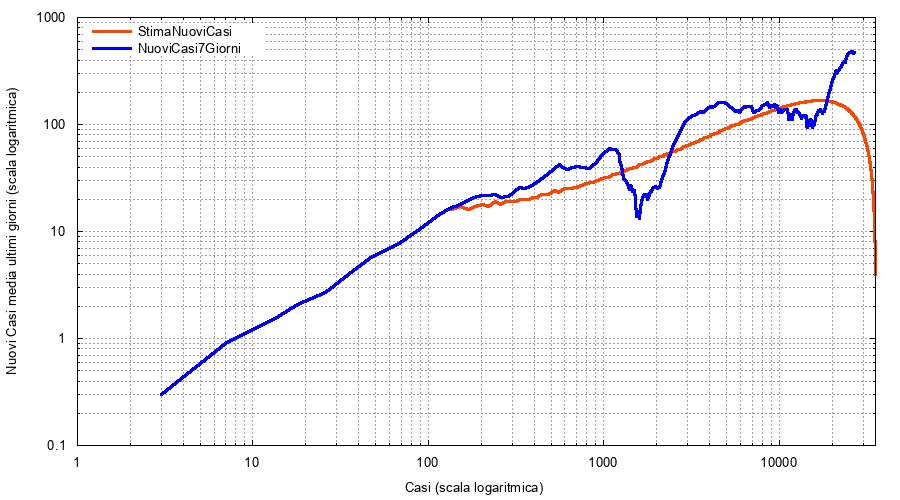 1000
StimaNuoviCasi
NuoviCasi7Giorni
100
10
1
0.1
Nuovi Casi media ultimi giorni (scala logaritmica)
1 10 100 1000 10000
Casi (scala logaritmica)